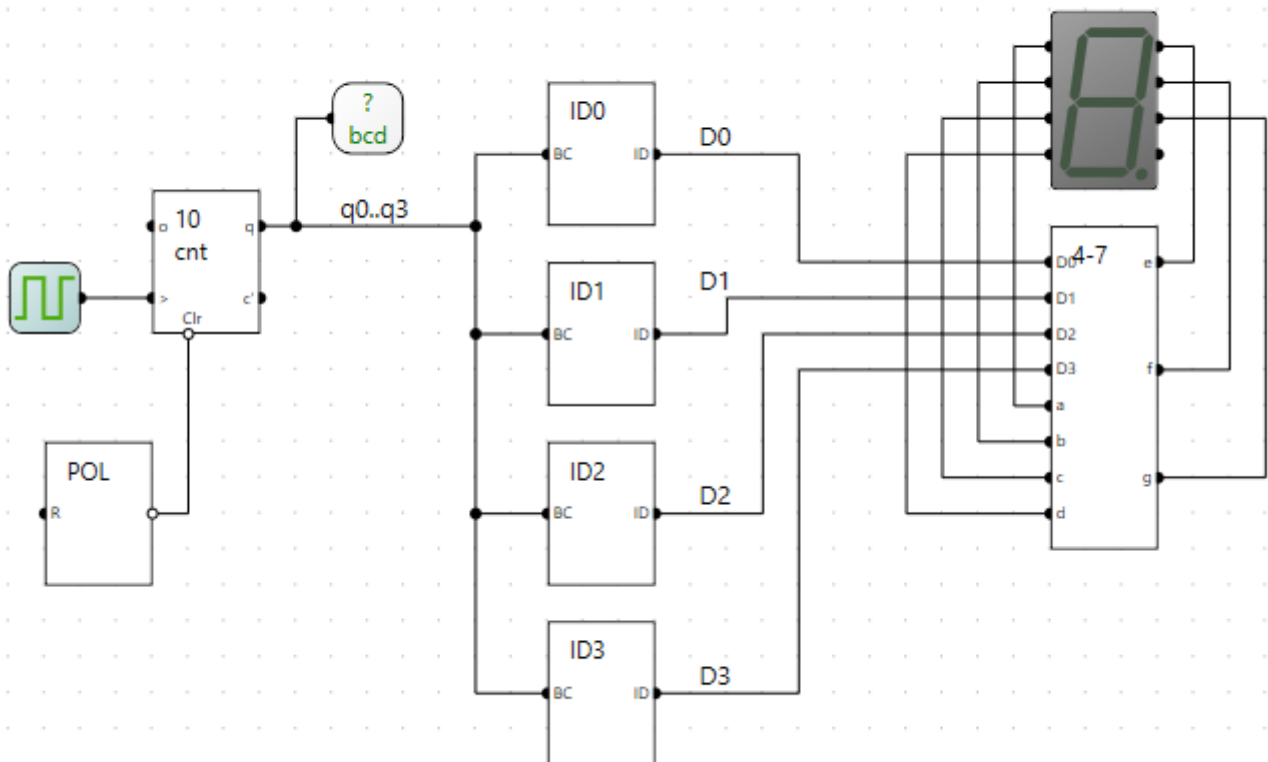 ?
bcd
10
cnt
o
q
>
c'
Clr
q0..q3
POL
R
ID0
BC
ID
D0
ID1
BC
ID
D1
ID2
BC
ID
D2
ID3
BC
ID
D3
4-7
D0
D1
D2
D3
a
b
c
d
e
f
g